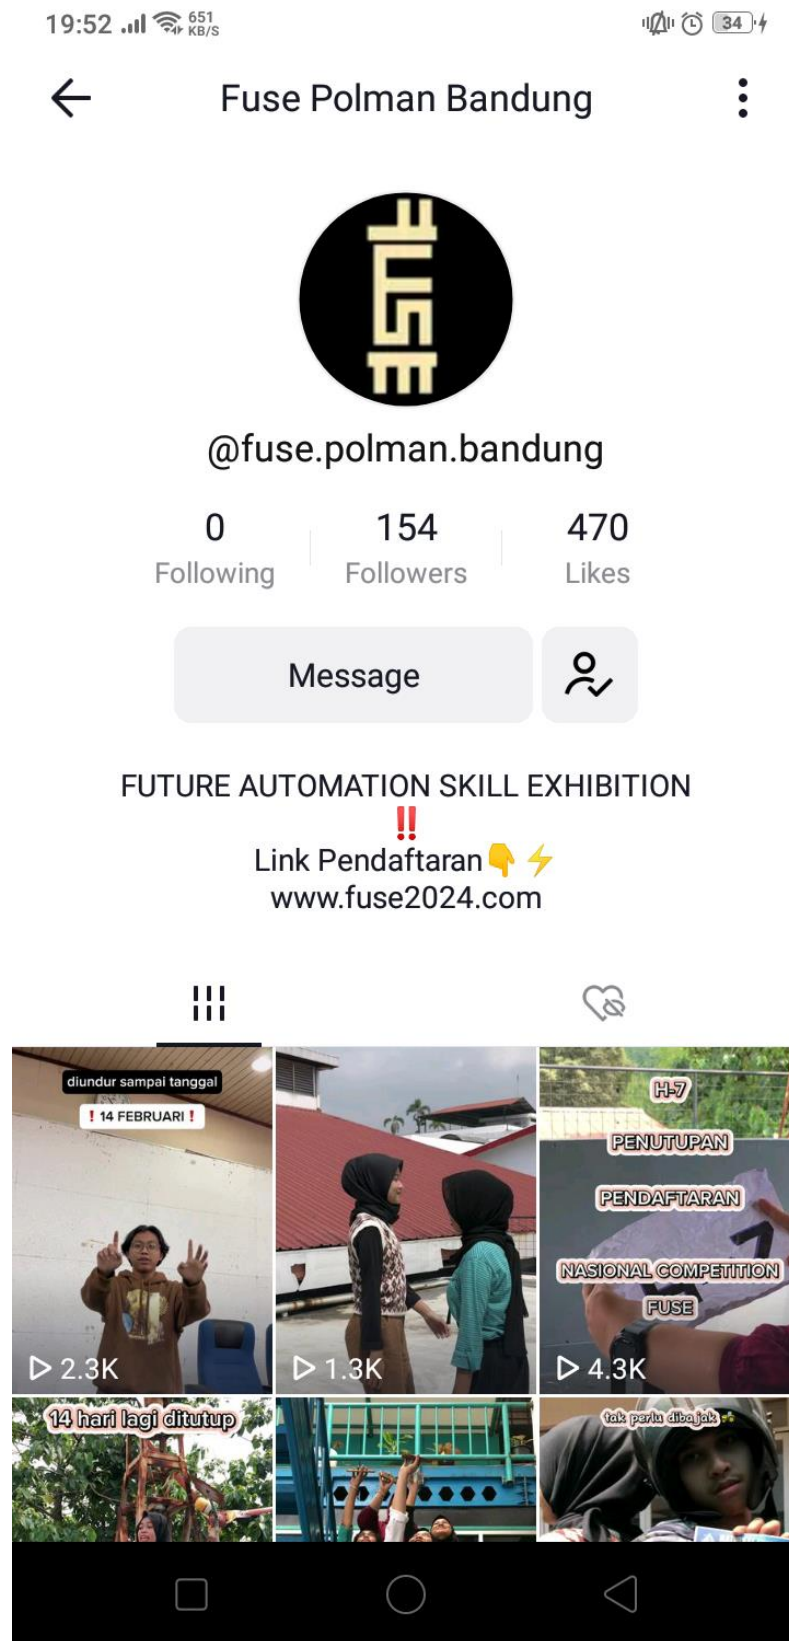 19:52
651
KB/S
34
Fuse Polman Bandung
FUSE
@fuse.polman.bandung
0
154
470
Following
Followers
Likes
Message
FUTURE AUTOMATION SKILL EXHIBITION
‼️
Link Pendaftaran👇⚡
www.fuse2024.com
diundur sampai tanggal
❗14 FEBRUARI❗
2.3K
1.3K
H-7
PENUTUPAN
PENDAFTARAN
7
NASIONAL COMPETITION
FUSE
4.3K
14 hari lagi ditutup
tak perlu dibajak